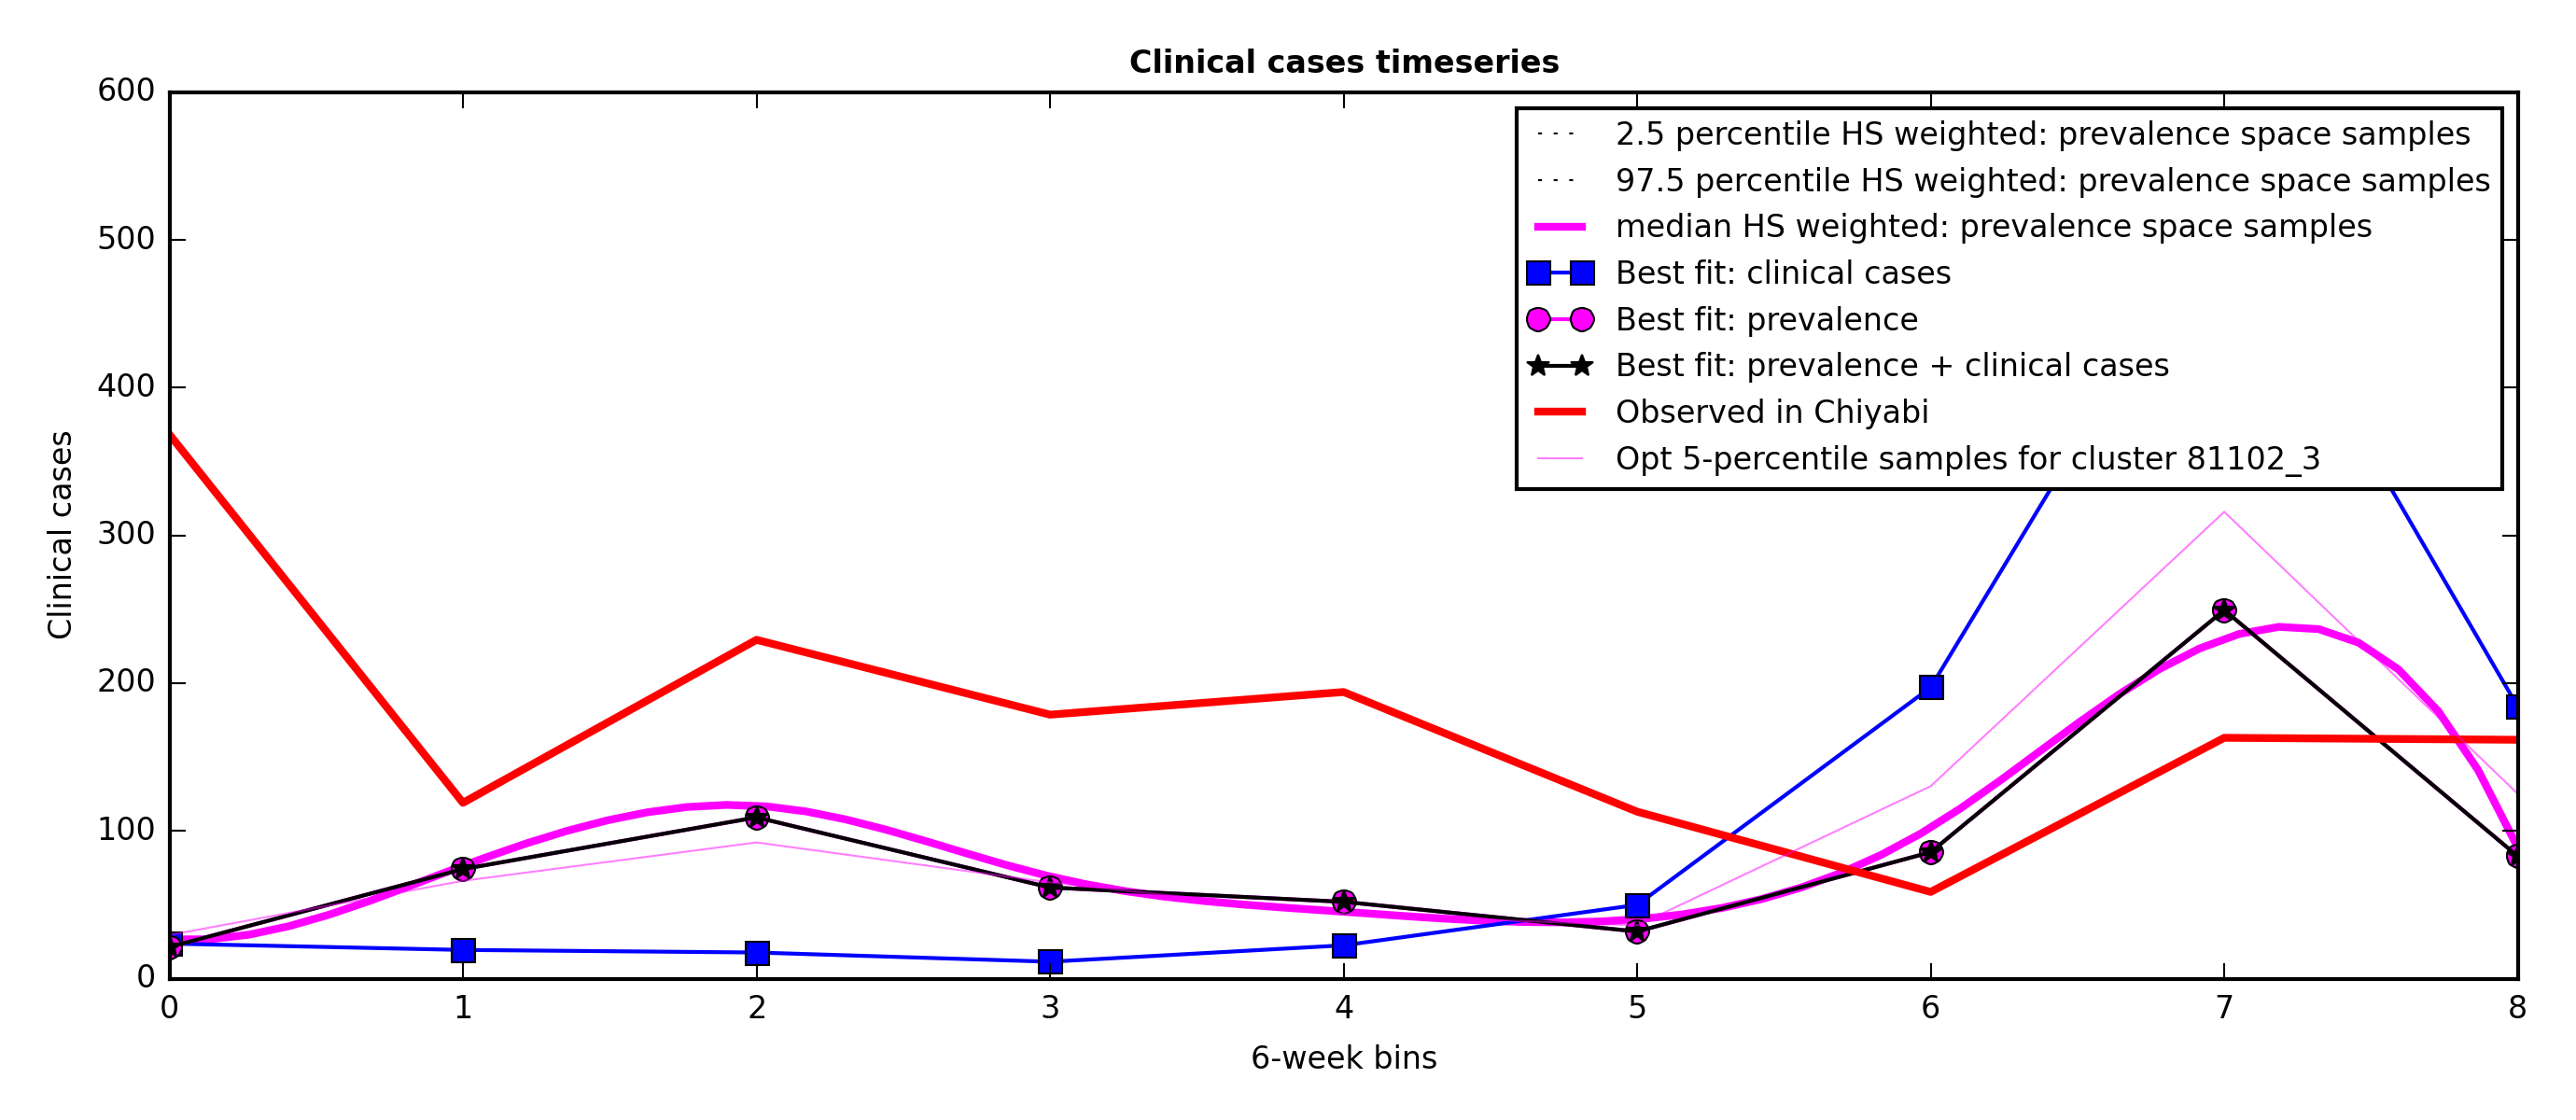 Clinical cases timeseries
600
500
400
300
200
100
0
Clinical cases
2.5 percentile HS weighted: prevalence space samples
97.5 percentile HS weighted: prevalence space samples
median HS weighted: prevalence space samples
Best fit: clinical cases
Best fit: prevalence
Best fit: prevalence + clinical cases
Observed in Chiyabi
Opt 5-percentile samples for cluster 81102_3
0 1 2 3 4 5 6 7 8
6-week bins